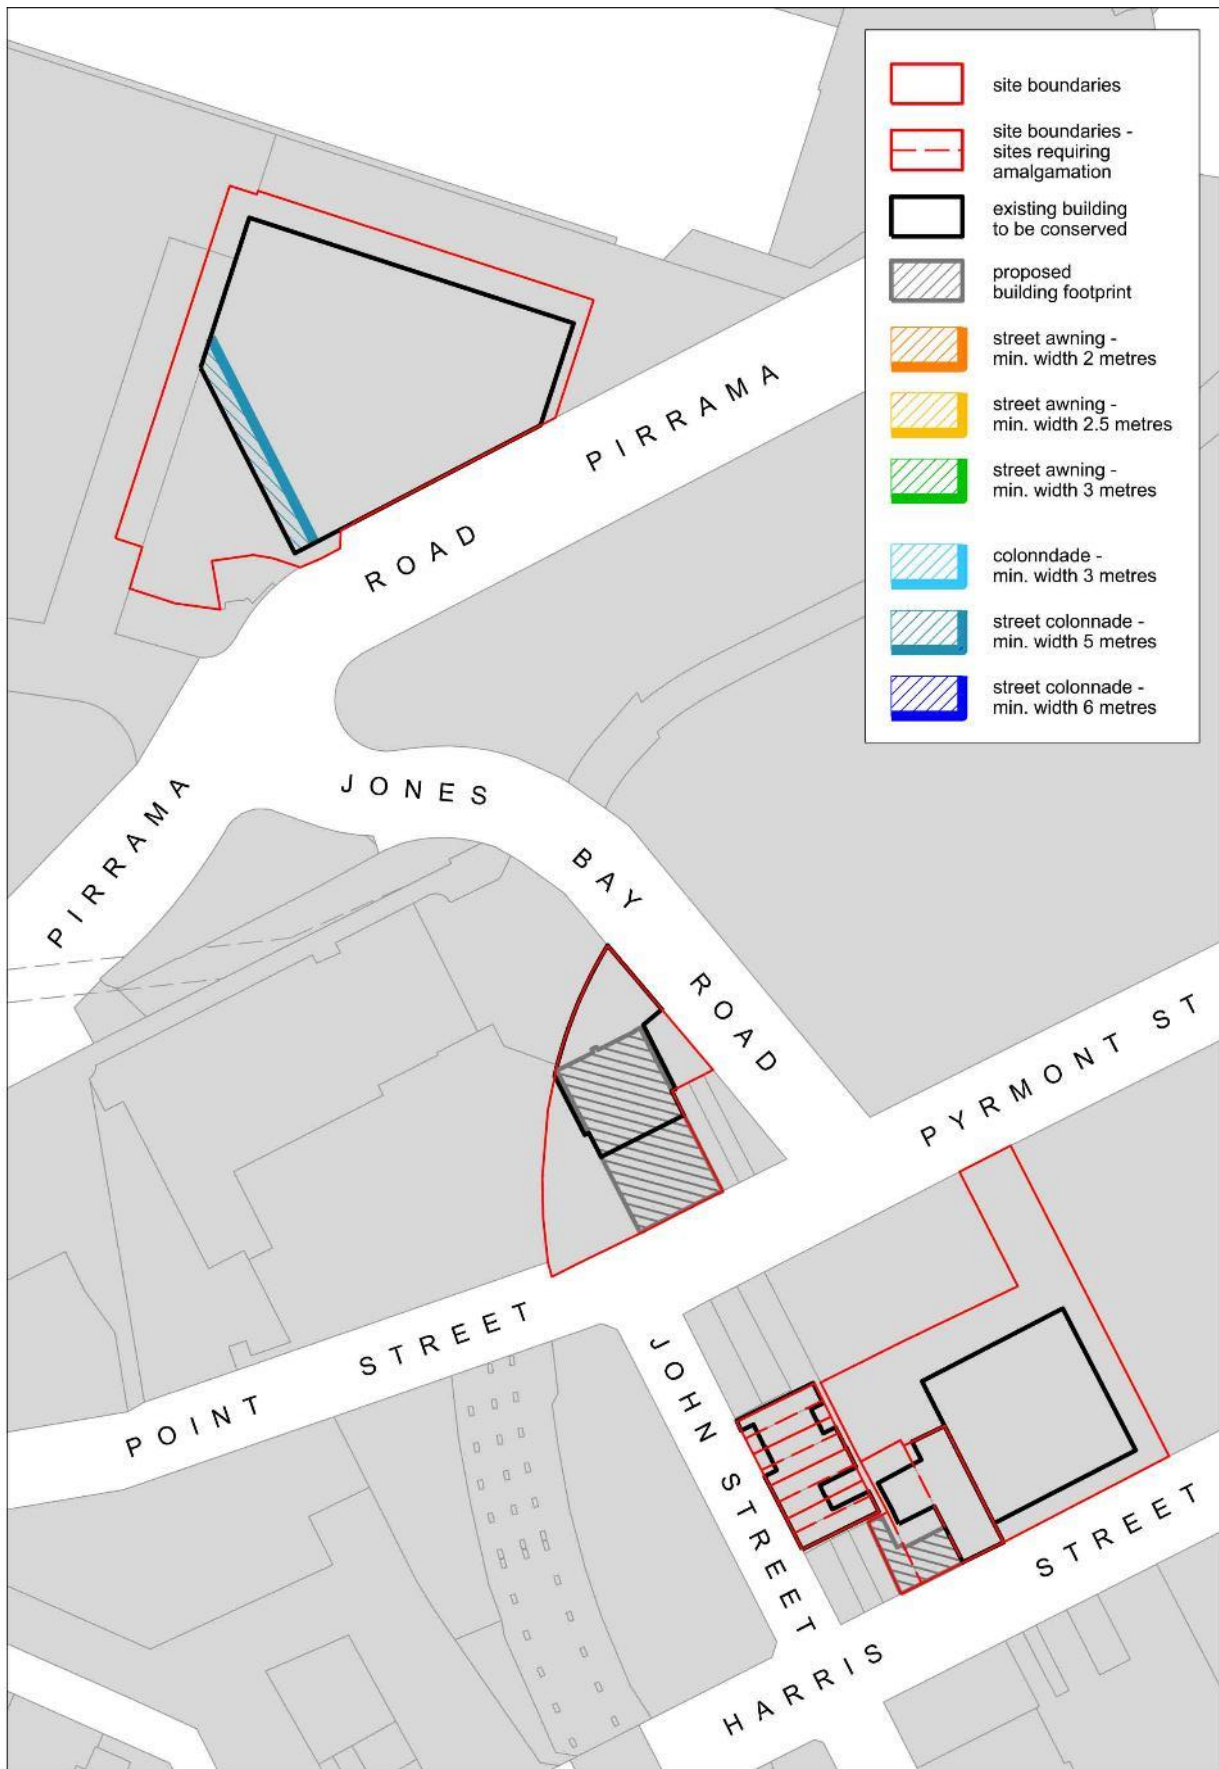 site boundaries
site boundaries -
sites requiring
amalgamation
existing building
to be conserved
proposed
building footprint
street awning -
min. width 2 metres
street awning -
min. width 2.5 metres
street awning -
min. width 3 metres
colonndade -
min. width 3 metres
street colonnade -
min. width 5 metres
street colonnade -
min. width 6 metres
PIRRAMA
ROAD
PIRRAMA
JONES
BAY
ROAD
PYRMONT ST
POINT STREET
JOHN STREET
HARRIS STREET